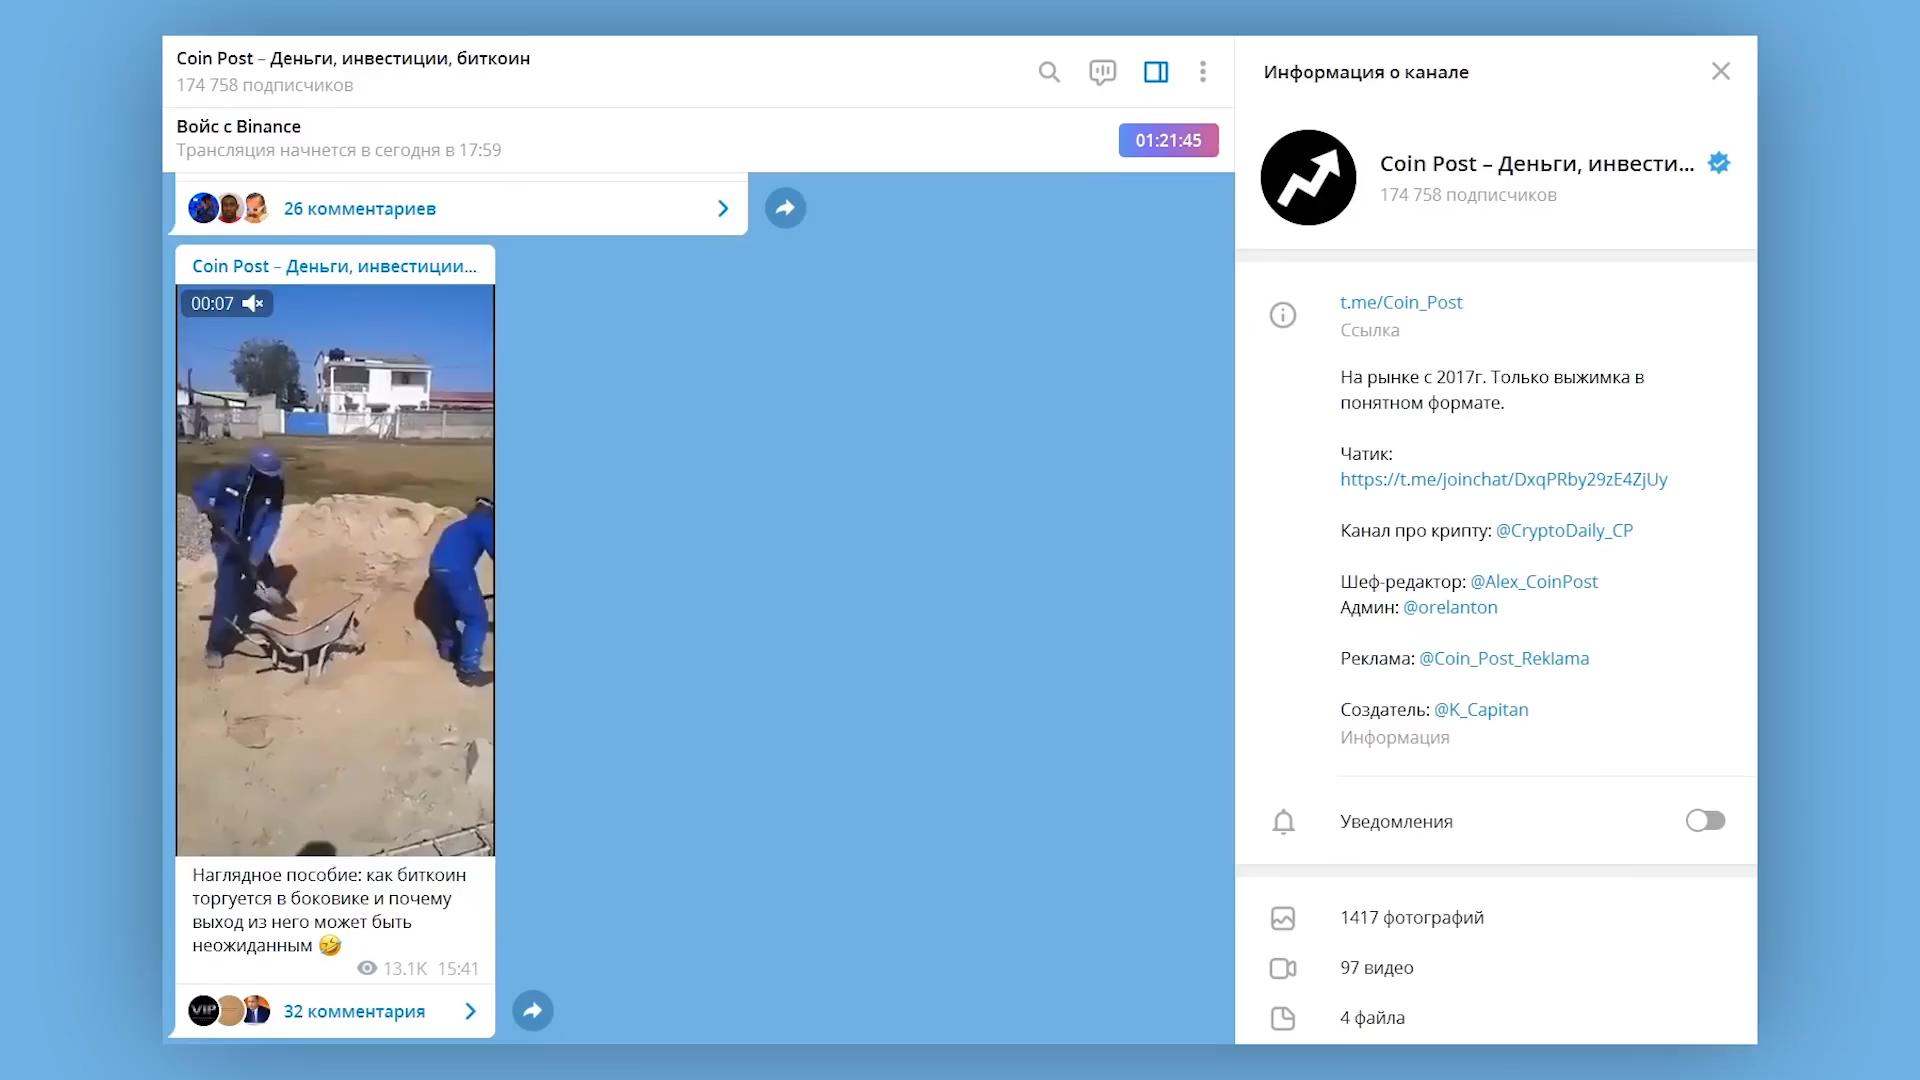 Coin Post – Деньги, инвестиции, биткоин
174 758 подписчиков
Войс с Binance
Трансляция начнется в сегодня в 17:59
01:21:45
26 комментариев
Coin Post – Деньги, инвестиции...
00:07
Наглядное пособие: как биткоин
торгуется в боковике и почему
выход из него может быть
неожиданным 🤣
13.1K 15:41
VIP
32 комментария
Информация о канале
Coin Post – Деньги, инвести...
174 758 подписчиков
t.me/Coin_Post
Ссылка
На рынке с 2017г. Только выжимка в
понятном формате.
Чатик:
https://t.me/joinchat/DxqPRby29zE4ZjUy
Канал про крипту: @CryptoDaily_CP
Шеф-редактор: @Alex_CoinPost
Админ: @orelanton
Реклама: @Coin_Post_Reklama
Создатель: @K_Capitan
Информация
Уведомления
1417 фотографий
97 видео
4 файла